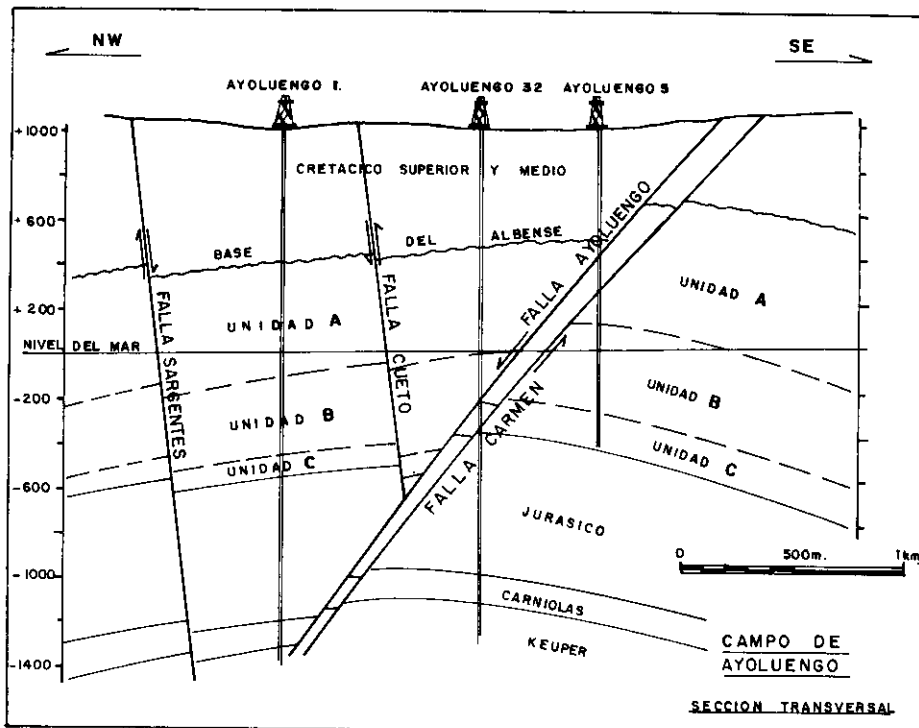 NW
SE
AYOLUENGO 1.
AYOLUENGO 32
AYOLUENGO 5
+1000
+600
+200
NIVEL DEL MAR
-200
-600
-1000
-1400
CRETACICO SUPERIOR Y MEDIO
BASE DEL ALBENSE
FALLA SARGENTES
FALLA CUETO
FALLA AYOLUENGO
FALLA CARMEN
UNIDAD A
UNIDAD B
UNIDAD C
UNIDAD A
UNIDAD B
UNIDAD C
JURASICO
CARNIOLAS
KEUPER
0 500m. 1km
CAMPO DE
AYOLUENGO
SECCION TRANSVERSAL